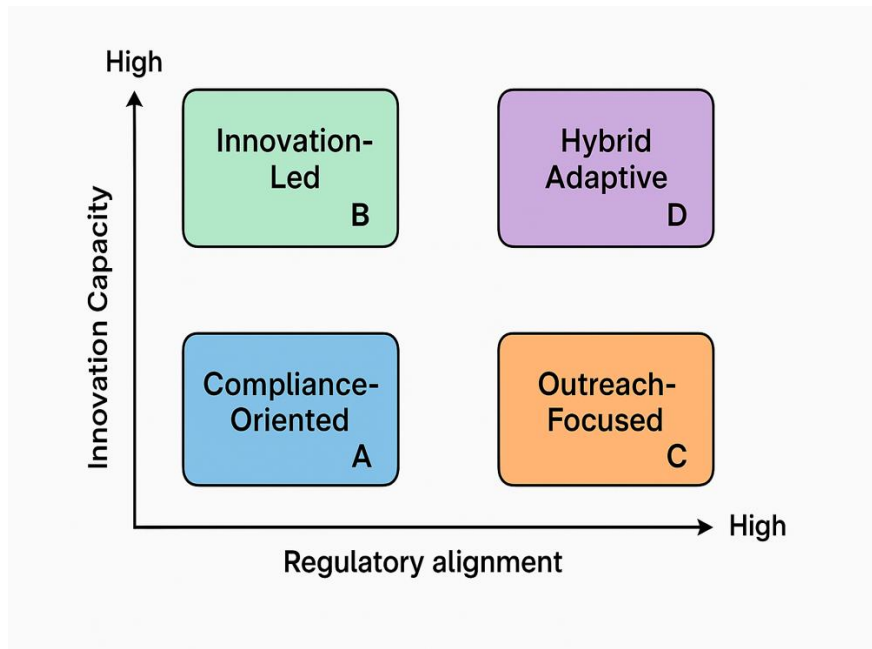 High
Innovation-
Led
B
Hybrid
Adaptive
D
Innovation Capacity
Compliance-
Oriented
A
Outreach-
Focused
C
High
Regulatory alignment